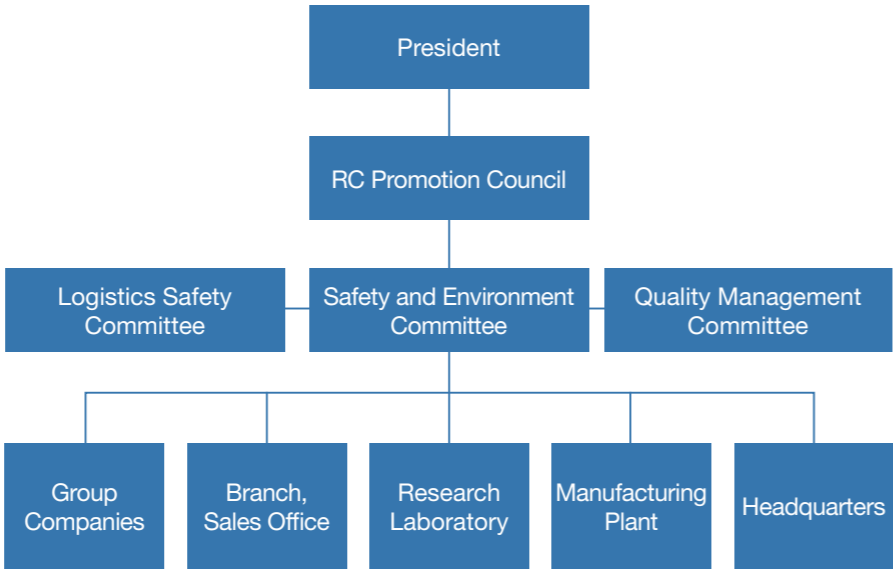 President
RC Promotion Council
Logistics Safety
Committee
Safety and Environment
Committee
Quality Management
Committee
Group
Companies
Branch,
Sales Office
Research
Laboratory
Manufacturing
Plant
Headquarters